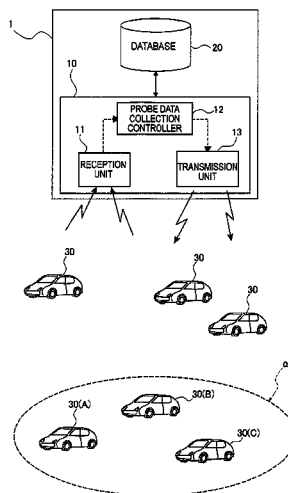 1
DATABASE
20
10
PROBE DATA
COLLECTION
CONTROLLER
12
11
13
RECEPTION
UNIT
TRANSMISSION
UNIT
30
30
30
α
30(B)
30(A)
30(C)